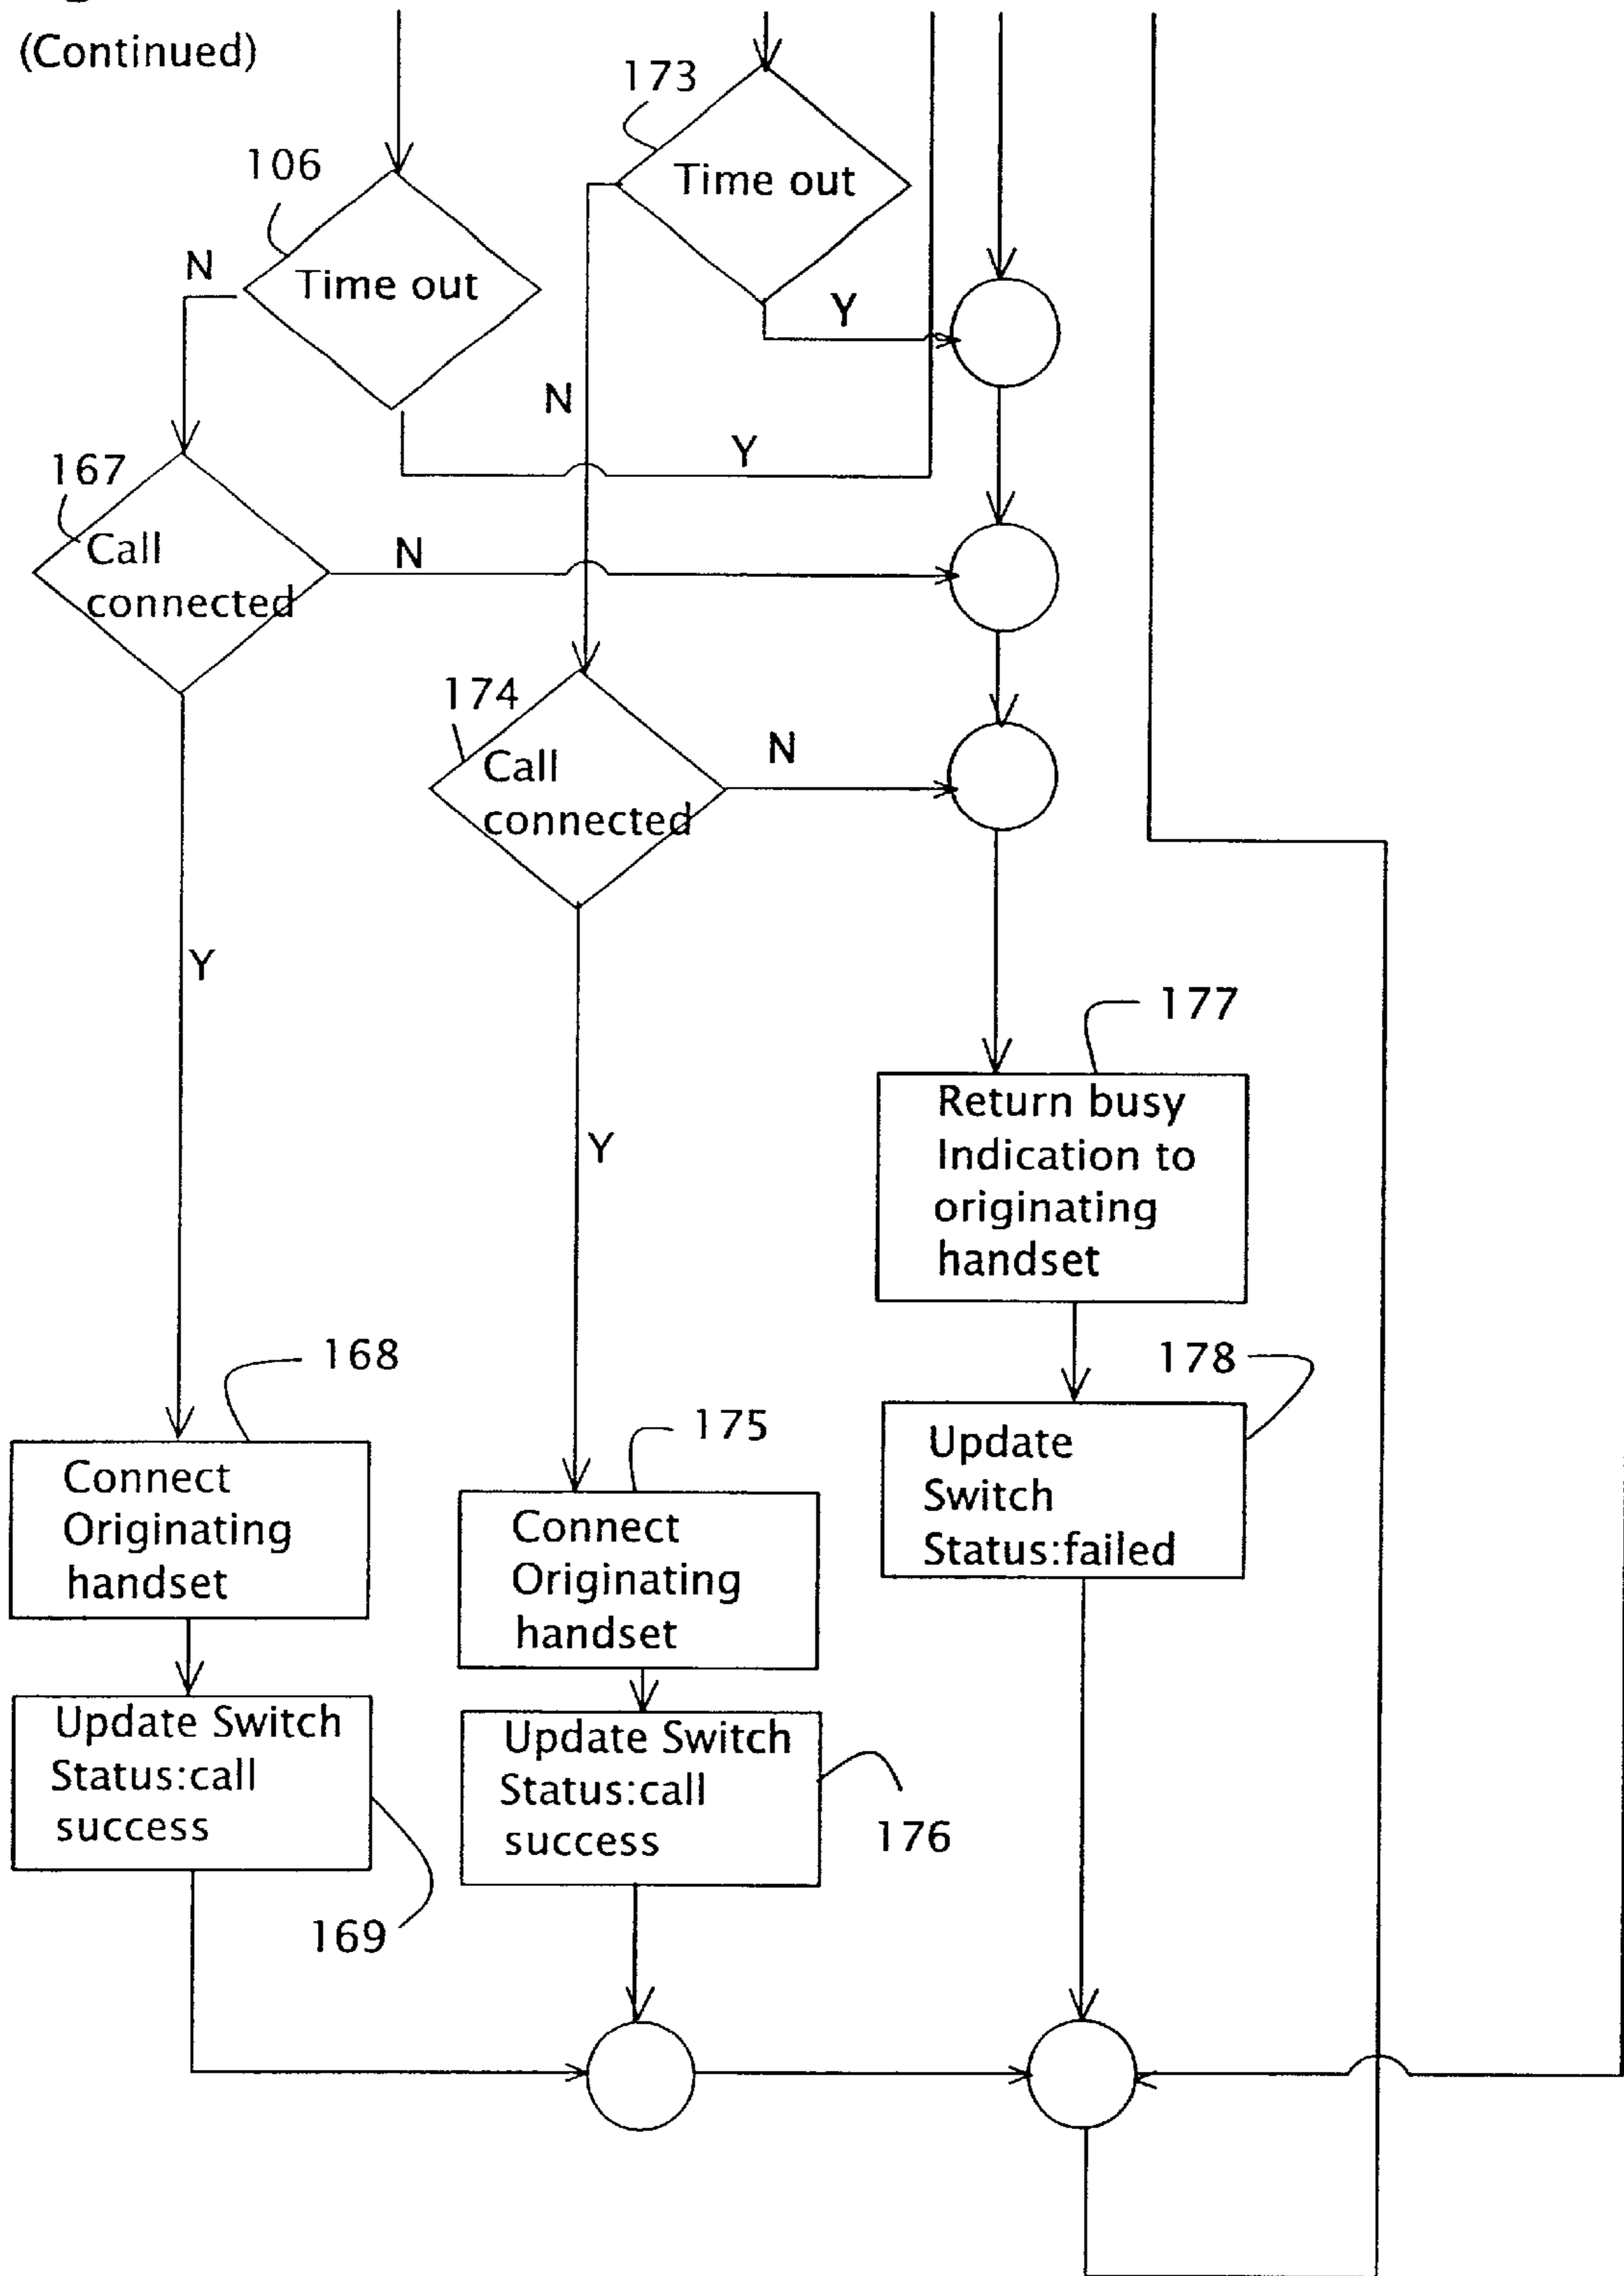 (Continued)
173
Time out
106
N
Time out
Y
N
Y
167
Call
connected
N
174
Call
connected
N
Y
177
Return busy
Indication to
originating
handset
Y
168
178
175
Update
Switch
Status:failed
Connect
Originating
handset
Connect
Originating
handset
Update Switch
Status:call
success
Update Switch
Status:call
success
176
169